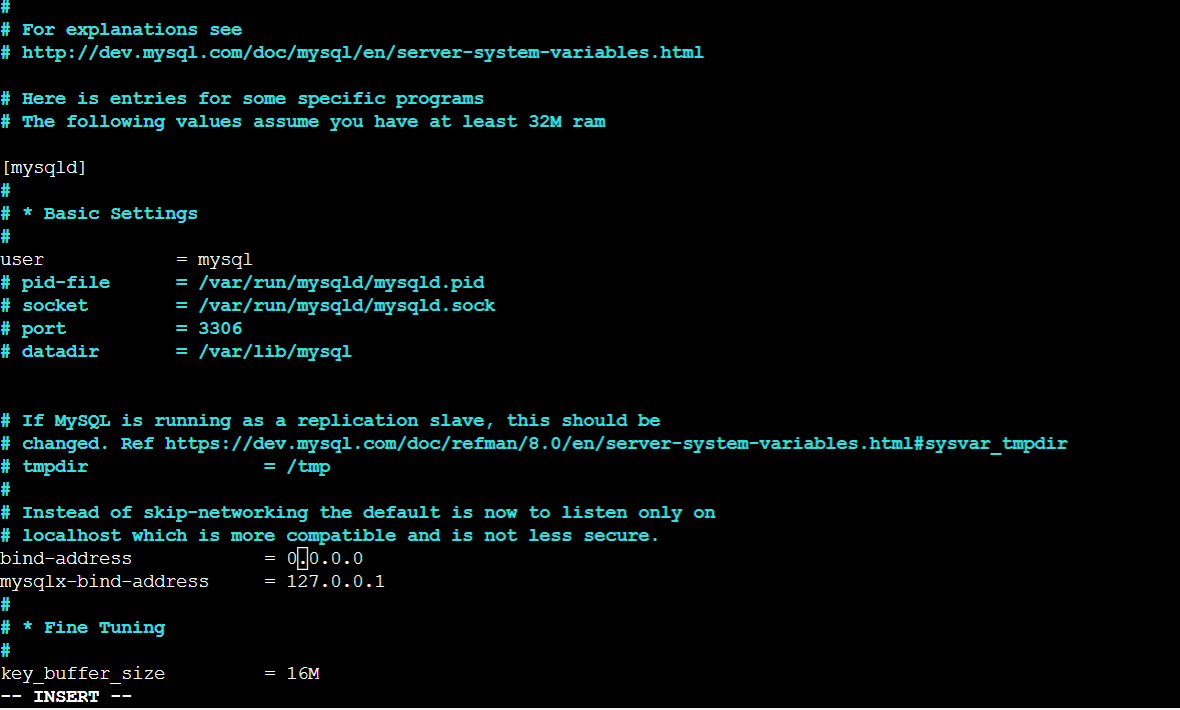 #
# For explanations see
# http://dev.mysql.com/doc/mysql/en/server-system-variables.html
# Here is entries for some specific programs
# The following values assume you have at least 32M ram
[mysqld]
#
# * Basic Settings
#
user            = mysql
# pid-file      = /var/run/mysqld/mysqld.pid
# socket        = /var/run/mysqld/mysqld.sock
# port          = 3306
# datadir       = /var/lib/mysql
# If MySQL is running as a replication slave, this should be
# changed. Ref https://dev.mysql.com/doc/refman/8.0/en/server-system-variables.html#sysvar_tmpdir
# tmpdir                = /tmp
#
# Instead of skip-networking the default is now to listen only on
# localhost which is more compatible and is not less secure.
bind-address            = 0.0.0.0
mysqlx-bind-address     = 127.0.0.1
#
# * Fine Tuning
#
key_buffer_size         = 16M
-- INSERT --